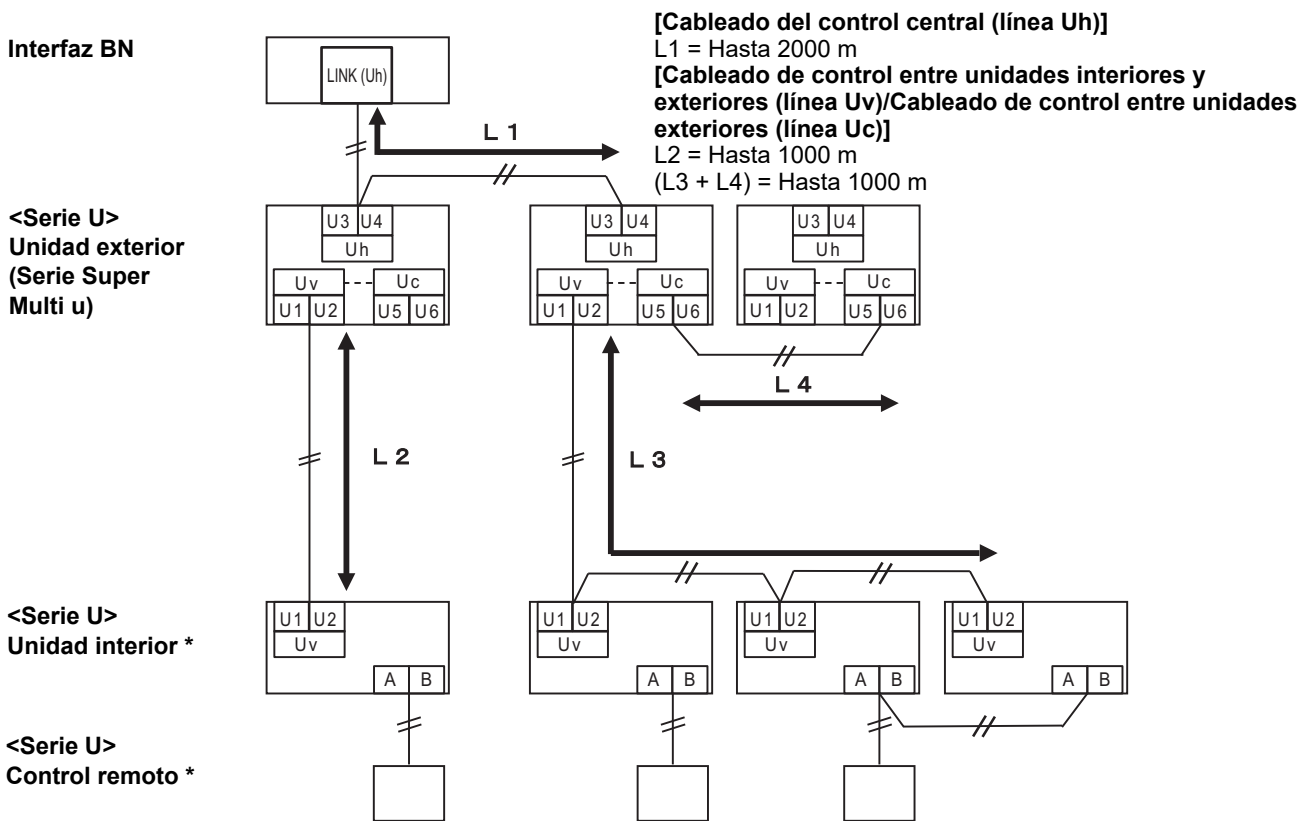 [Cableado del control central (línea Uh)]
Interfaz BN
LINK (Uh)
L1 = Hasta 2000 m
[Cableado de control entre unidades interiores y
exteriores (línea Uv)/Cableado de control entre unidades
exteriores (línea Uc)]
L 1
L2 = Hasta 1000 m
(L3 + L4) = Hasta 1000 m
<Serie U>
Unidad exterior
(Serie Super
Multi u)
U3 U4
Uh
Uv Uc
U1 U2 U5 U6
U3 U4
Uh
Uv Uc
U1 U2 U5 U6
U3 U4
Uh
Uv Uc
U1 U2 U5 U6
L 4
L 2
L 3
<Serie U>
Unidad interior *
U1 U2
Uv
A B
U1 U2
Uv
A B
U1 U2
Uv
A B
U1 U2
Uv
A B
<Serie U>
Control remoto *